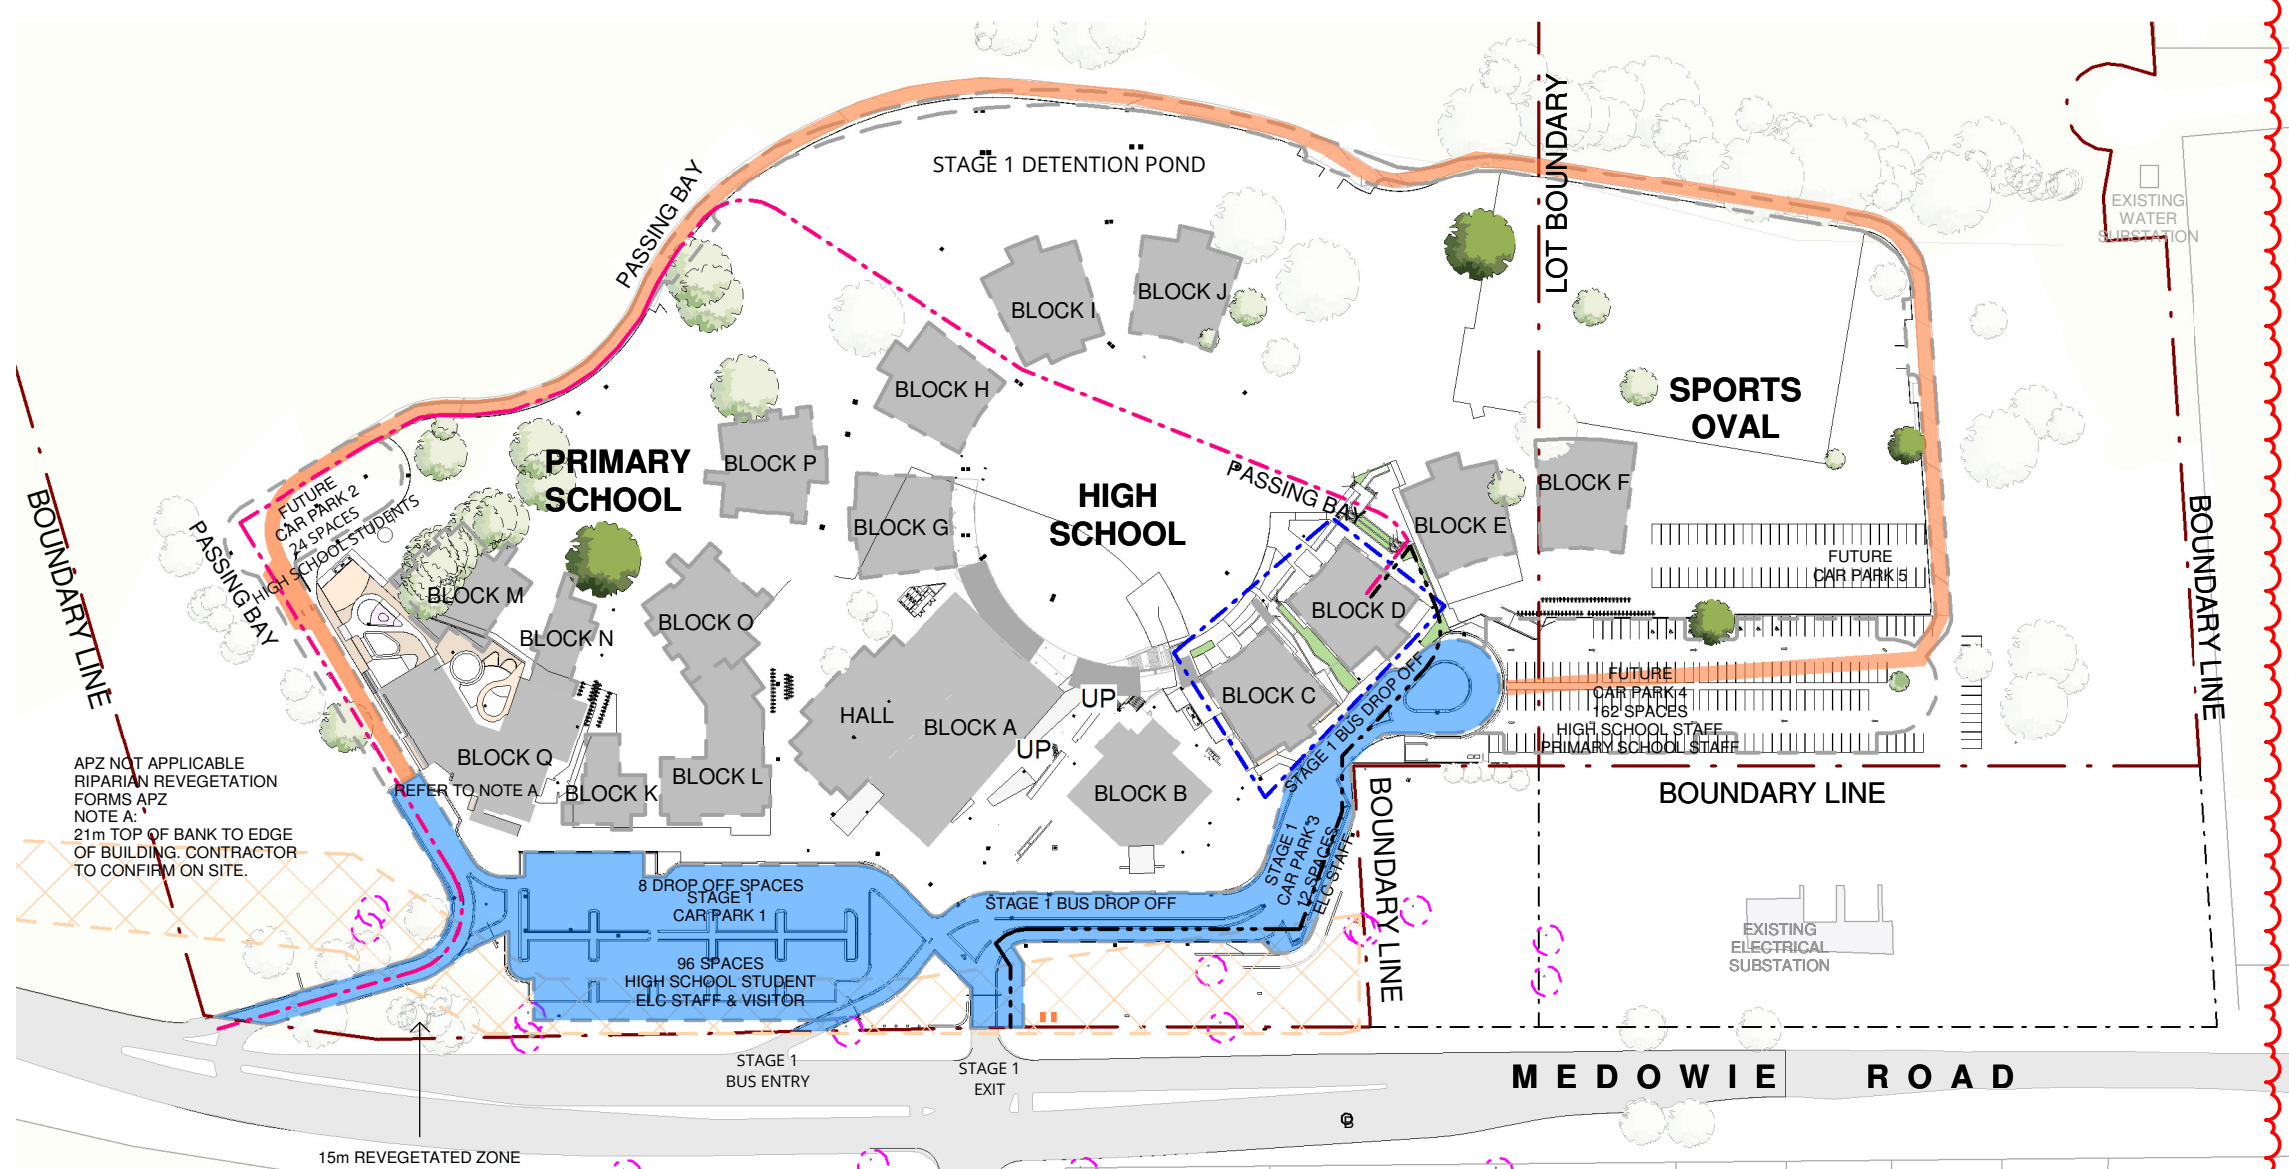 LOT BOUNDARY
STAGE 1 DETENTION POND
PASSING BAY
EXISTING
WATER
SUBSTATION
BLOCK J
BLOCK I
BLOCK H
SPORTS
OVAL
PRIMARY
SCHOOL
BLOCK P
HIGH
SCHOOL
PASSING BAY
BLOCK F
BLOCK E
BLOCK G
FUTURE
CAR PARK 2
24 SPACES
HIGH SCHOOL STUDENTS
PASSING BAY
BOUNDARY LINE
BOUNDARY LINE
FUTURE
CAR PARK 5
BLOCK M
BLOCK N
BLOCK O
BLOCK D
BLOCK C
UP
HALL
BLOCK A
UP
FUTURE
CAR PARK 4
162 SPACES
HIGH SCHOOL STAFF
PRIMARY SCHOOL STAFF
STAGE 1 BUS DROP OFF
BLOCK Q
REFER TO NOTE A
BLOCK K
BLOCK L
BLOCK B
BOUNDARY LINE
BOUNDARY LINE
APZ NOT APPLICABLE
RIPARIAN REVEGETATION
FORMS APZ
NOTE A:
21m TOP OF BANK TO EDGE
OF BUILDING. CONTRACTOR
TO CONFIRM ON SITE.
STAGE 1
CAR PARK 3
12 SPACES
ELC STAFF
8 DROP OFF SPACES
STAGE 1
CAR PARK 1
STAGE 1 BUS DROP OFF
96 SPACES
HIGH SCHOOL STUDENT
ELC STAFF & VISITOR
EXISTING
ELECTRICAL
SUBSTATION
STAGE 1
BUS ENTRY
STAGE 1
EXIT
MEDOWIE ROAD
15m REVEGETATED ZONE